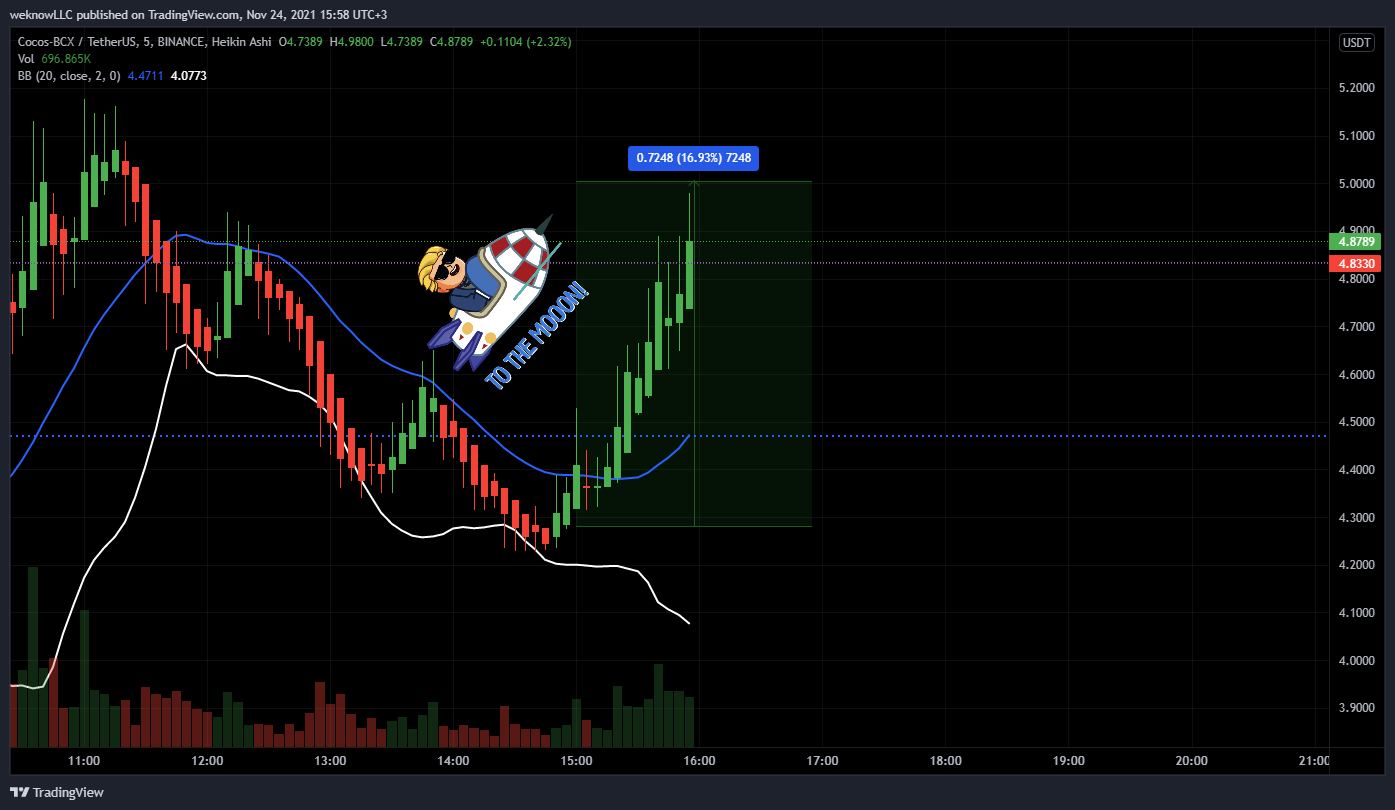 weknowLLC published on TradingView.com, Nov 24, 2021 15:58 UTC+3
Cocos-BCX / TetherUS, 5, BINANCE, Heikin Ashi O4.7389 H4.9800 L4.7389 C4.8789 +0.1104 (+2.32%)
USDT
Vol 696.865K
BB (20, close, 2, 0) 4.4711 4.0773
5.2000
5.1000
0.7248 (16.93%) 7248
5.0000
4.9000
4.8789
4.8330
4.8000
TO THE MOOON!
4.7000
4.6000
4.5000
4.4000
4.3000
4.2000
4.1000
4.0000
3.9000
11:00 12:00 13:00 14:00 15:00 16:00 17:00 18:00 19:00 20:00 21:00
TradingView